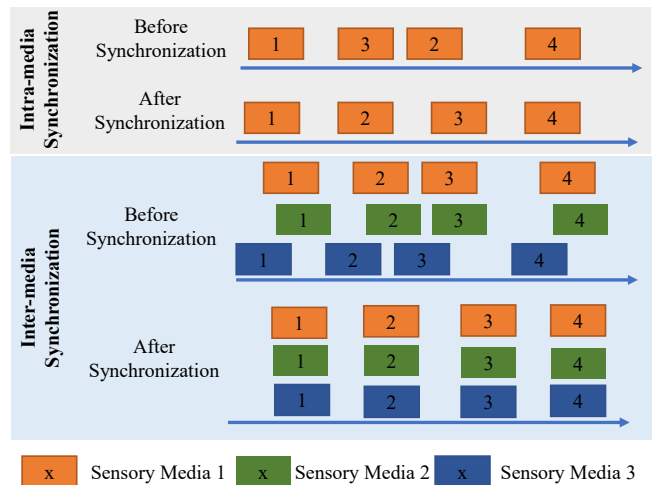 Intra-media
Synchronization
Before
Synchronization
1 3 2 4
After
Synchronization
1 2 3 4
Inter-media
Synchronization
Before
Synchronization
1 2 3 4
1 2 3 4
1 2 3 4
After
Synchronization
1 2 3 4
1 2 3 4
1 2 3 4
x Sensory Media 1 x Sensory Media 2 x Sensory Media 3